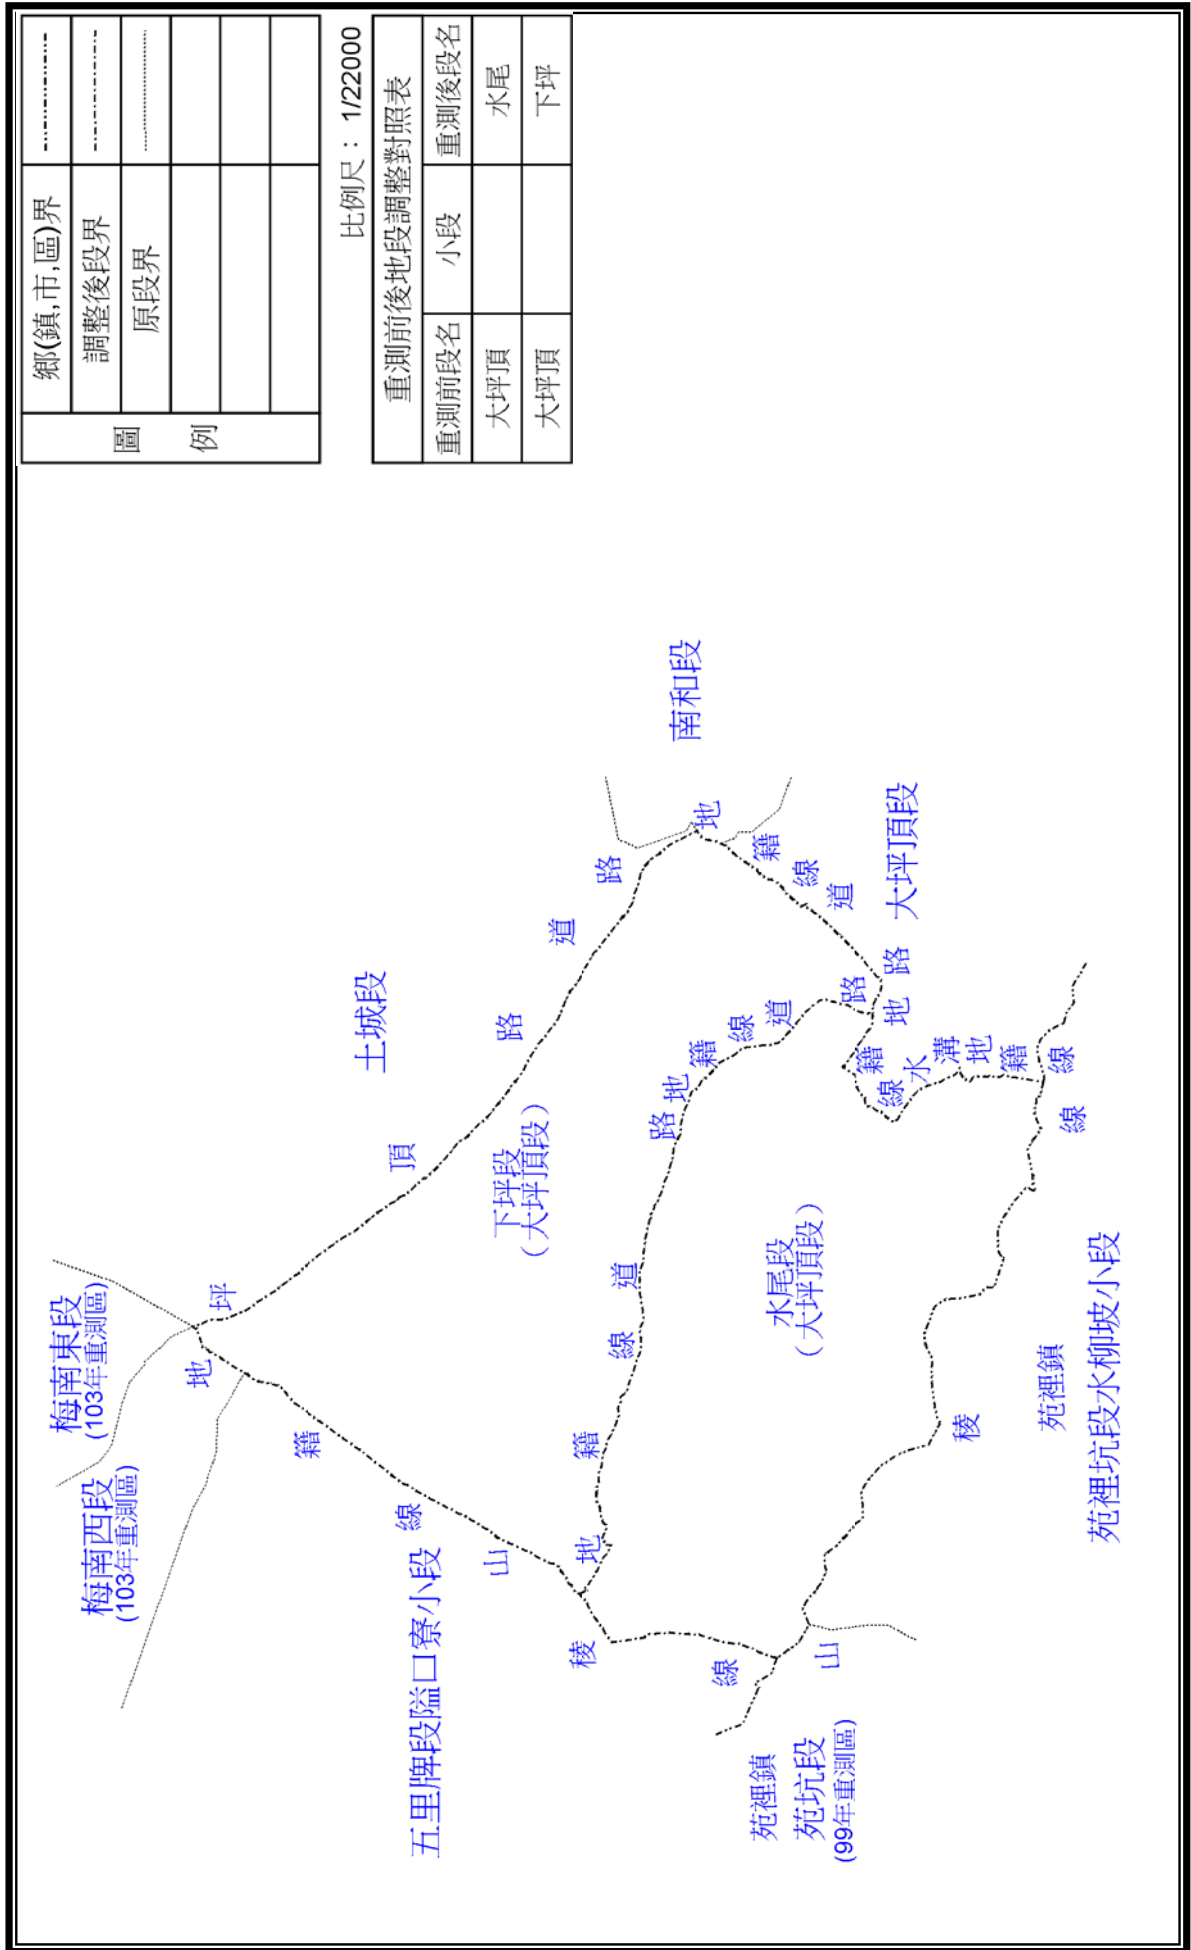 圖例
鄉(鎮,市,區)界
調整後段界
原段界
比例尺：1/22000
重測前後地段調整對照表
重測前段名 小段 重測後段名
大坪頂 水尾
大坪頂 下坪
梅南東段
(103年重測區)
梅南西段
(103年重測區)
土城段
南和段
大坪頂段
下坪段
(大坪頂段)
水尾段
(大坪頂段)
五里牌段隘口寮小段
苑裡鎮
苑坑段
(99年重測區)
苑裡鎮
苑裡坑段水柳坡小段
坪頂路道路
地籍線道路
地籍線
山稜線
地籍線道路
地籍線道路
地籍線
水溝地籍線
山稜線